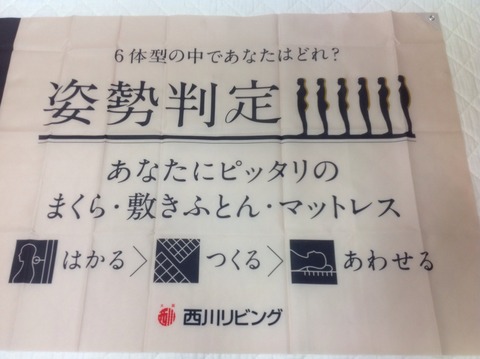 6体型の中であなたはどれ？
姿勢判定
あなたにピッタリの
まくら・敷きふとん・マットレス
はかる＞つくる＞あわせる
西川リビング